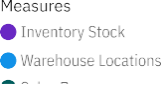 Measures
Inventory Stock
Warehouse Locations